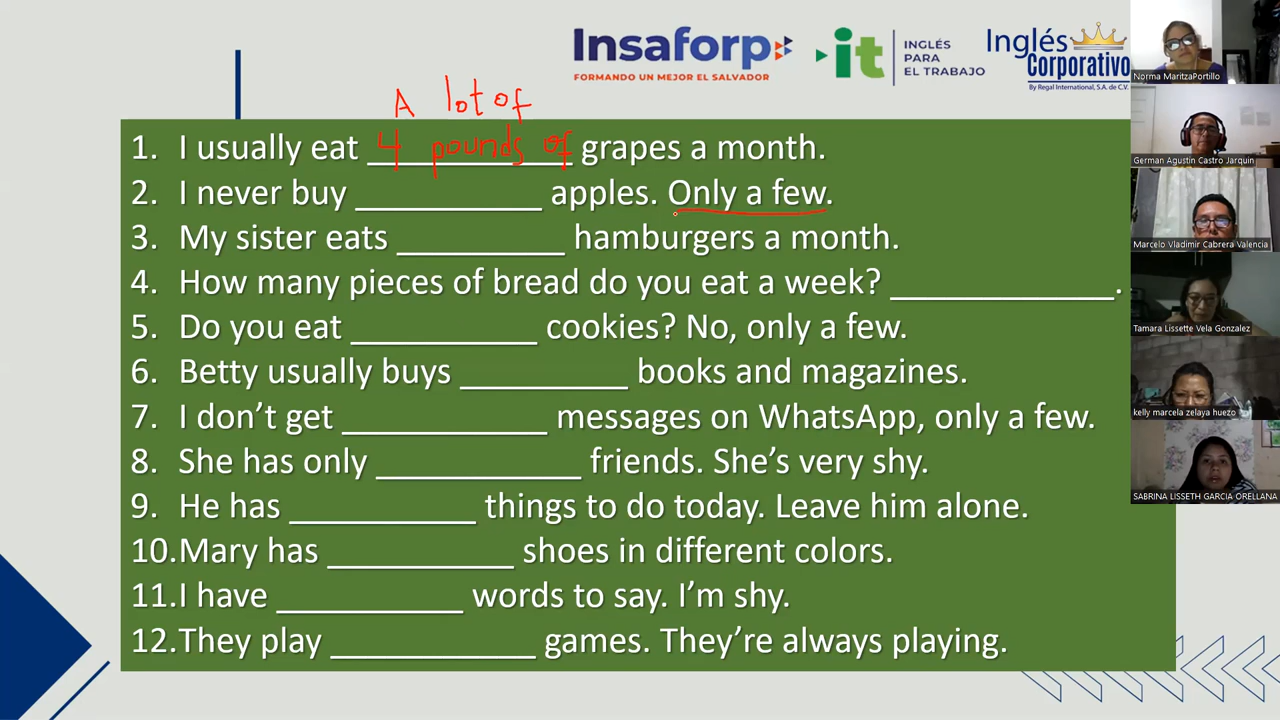 Insaforp
FORMANDO UN MEJOR EL SALVADOR
it
INGLÉS
PARA
EL TRABAJO
Inglés
Corporativo
By Regal International, S.A. de C.V.
A lot of
1. I usually eat 4 pounds of grapes a month.
2. I never buy __________ apples. Only a few.
3. My sister eats _________ hamburgers a month.
4. How many pieces of bread do you eat a week? ____________.
5. Do you eat __________ cookies? No, only a few.
6. Betty usually buys _________ books and magazines.
7. I don’t get ___________ messages on WhatsApp, only a few.
8. She has only ___________ friends. She’s very shy.
9. He has __________ things to do today. Leave him alone.
10. Mary has __________ shoes in different colors.
11. I have __________ words to say. I’m shy.
12. They play ___________ games. They’re always playing.
Norma MaritzaPortillo
German Agustin Castro Jarquin
Marcelo Vladimir Cabrera Valencia
Tamara Lissette Vela Gonzalez
kelly marcela zelaya huezo
SABRINA LISSETH GARCIA ORELLANA